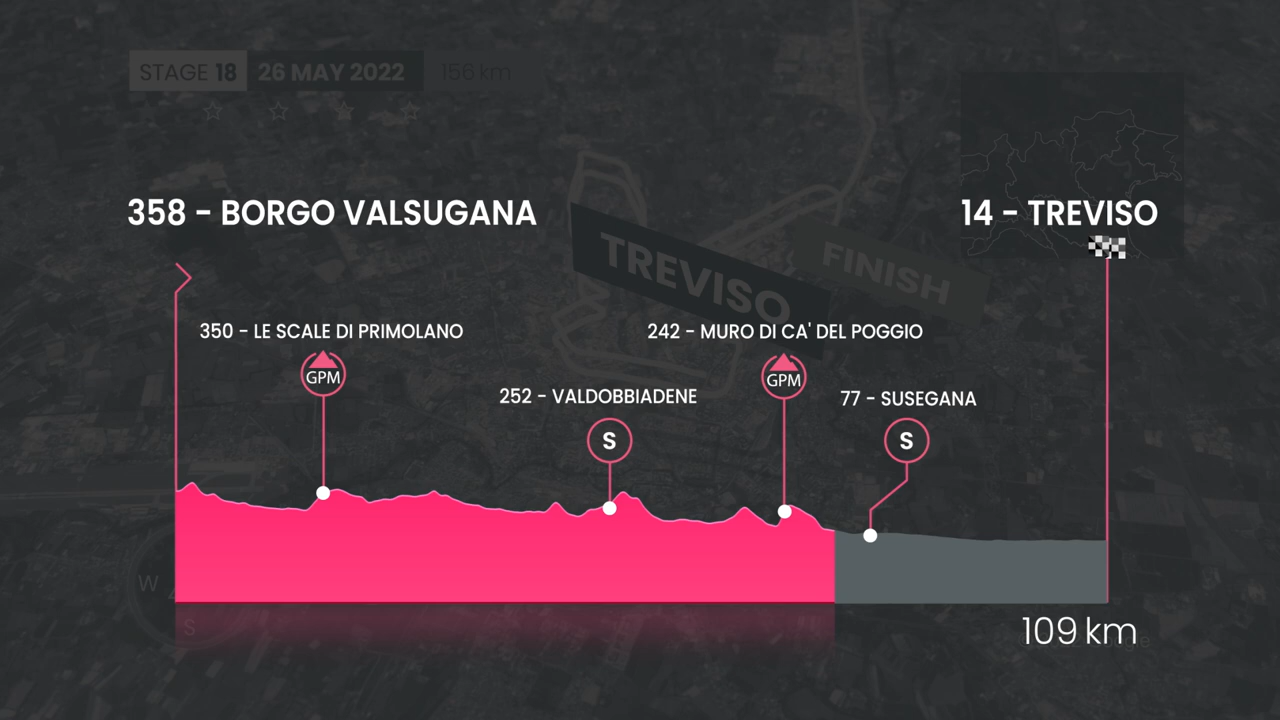 STAGE 18 26 MAY 2022 156 km
358 - BORGO VALSUGANA
14 - TREVISO
TREVISO
FINISH
350 - LE SCALE DI PRIMOLANO
242 - MURO DI CA' DEL POGGIO
GPM
GPM
252 - VALDOBBIADENE
77 - SUSEGANA
S
S
W
S
109 km